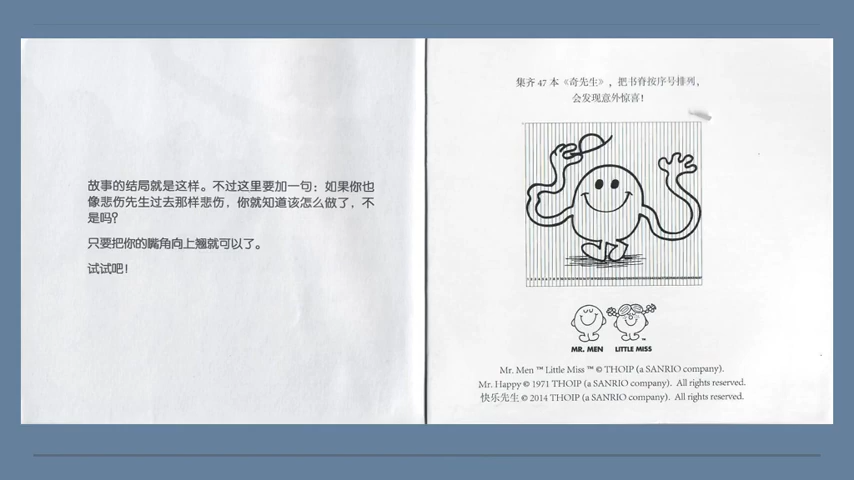 故事的结局就是这样。不过这里要加一句：如果你也
像悲伤先生过去那样悲伤，你就知道该怎么做了，不
是吗？
只要把你的嘴角向上翘就可以了。
试试吧！
集齐 47 本《奇先生》，把书脊按序号排列，
会发现意外惊喜！
MR. MEN LITTLE MISS
Mr. Men ™ Little Miss ™ © THOIP (a SANRIO company).
Mr. Happy © 1971 THOIP (a SANRIO company). All rights reserved.
快乐先生 © 2014 THOIP (a SANRIO company). All rights reserved.